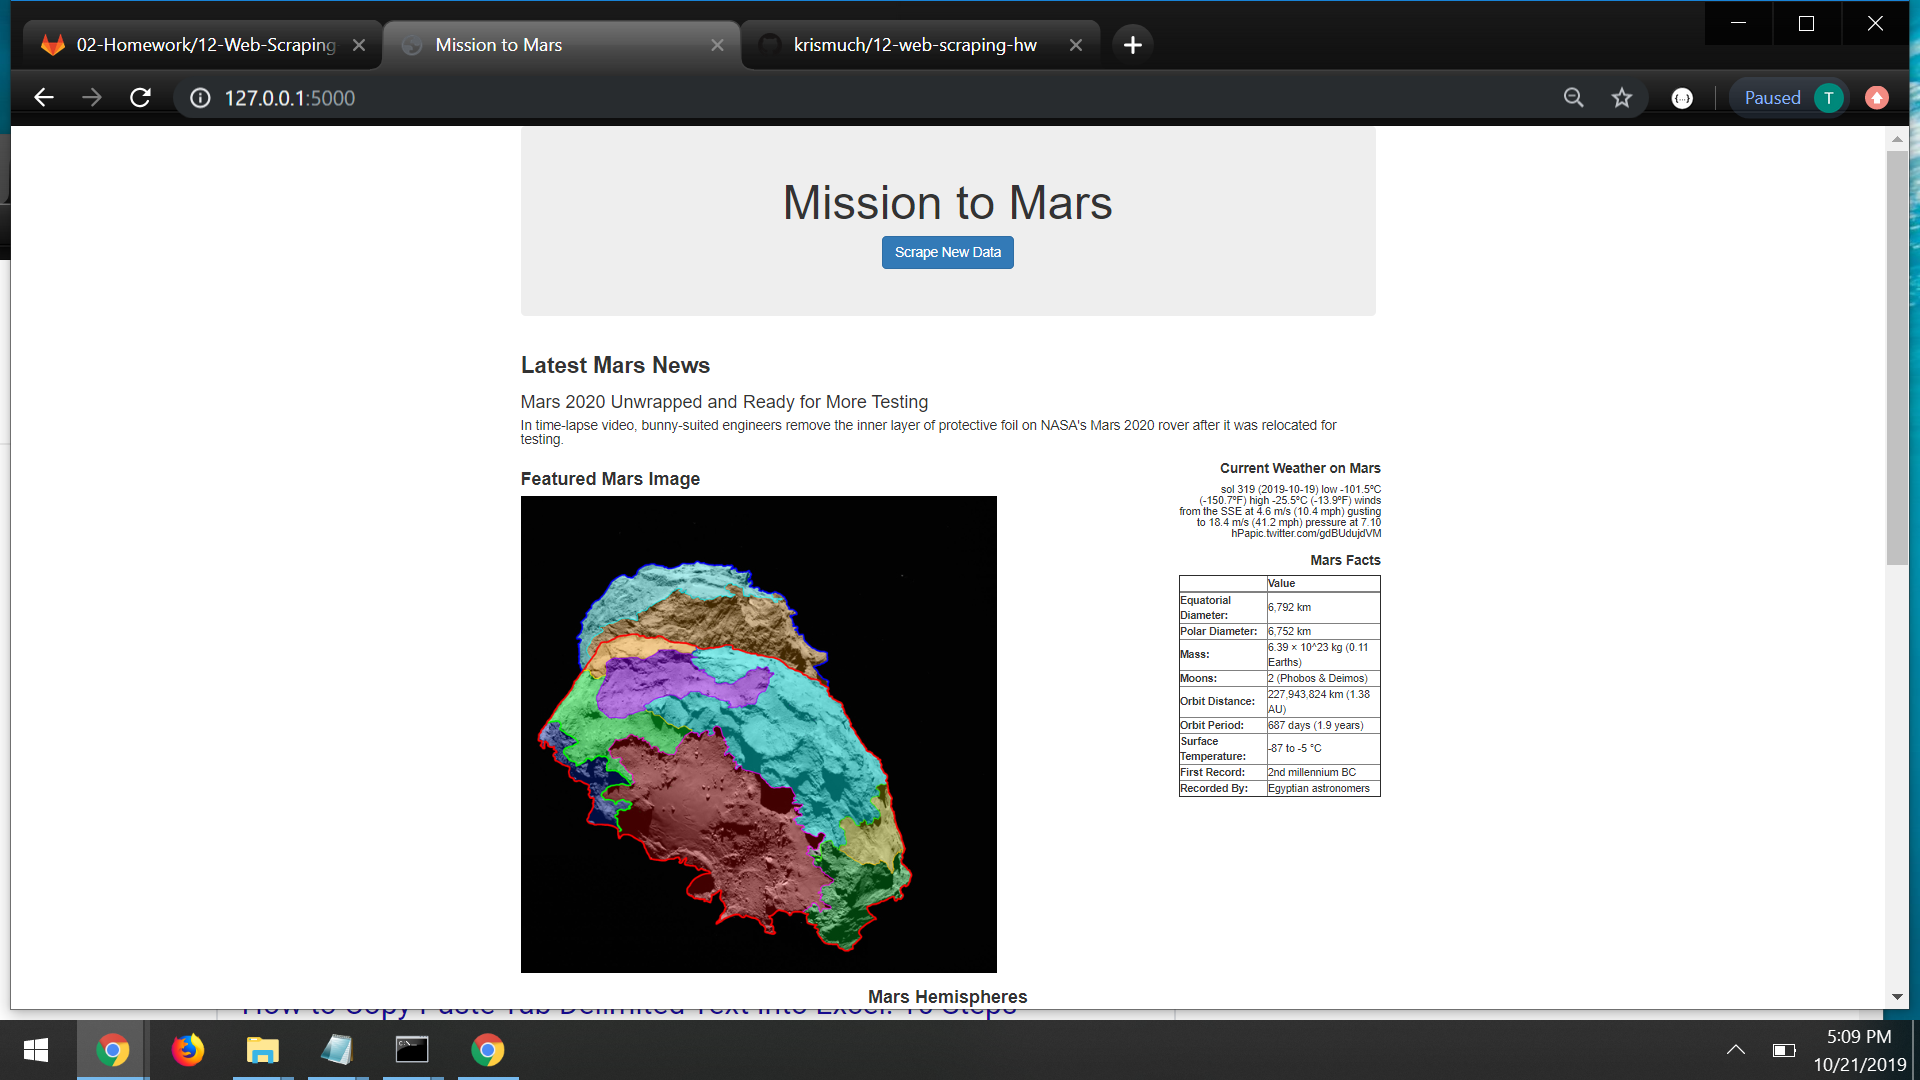 02-Homework/12-Web-Scraping
Mission to Mars
krismuch/12-web-scraping-hw
127.0.0.1:5000
{...}
Paused
T
Mission to Mars
Scrape New Data
Latest Mars News
Mars 2020 Unwrapped and Ready for More Testing
In time-lapse video, bunny-suited engineers remove the inner layer of protective foil on NASA's Mars 2020 rover after it was relocated for
testing.
Featured Mars Image
Current Weather on Mars
sol 319 (2019-10-19) low -101.5ºC
(-150.7ºF) high -25.5ºC (-13.9ºF) winds
from the SSE at 4.6 m/s (10.4 mph) gusting
to 18.4 m/s (41.2 mph) pressure at 7.10
hPapic.twitter.com/gdBUdujdVM
Mars Facts
Value
Equatorial
Diameter:
6,792 km
Polar Diameter:
6,752 km
Mass:
6.39 × 10^23 kg (0.11
Earths)
Moons:
2 (Phobos & Deimos)
Orbit Distance:
227,943,824 km (1.38
AU)
Orbit Period:
687 days (1.9 years)
Surface
Temperature:
-87 to -5 °C
First Record:
2nd millennium BC
Recorded By:
Egyptian astronomers
Mars Hemispheres
How to Copy Paste Tab Delimited Text Into Excel: 10 Steps
5:09 PM
10/21/2019